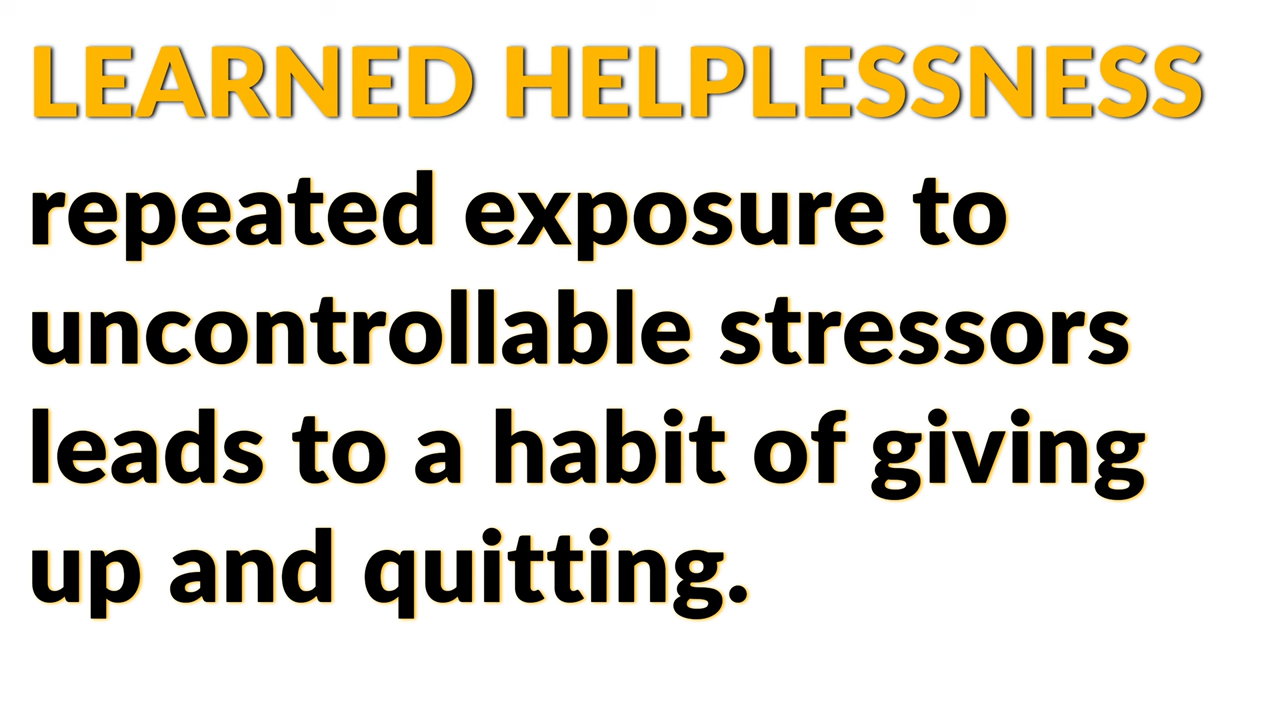 LEARNED HELPLESSNESS
repeated exposure to
uncontrollable stressors
leads to a habit of giving
up and quitting.